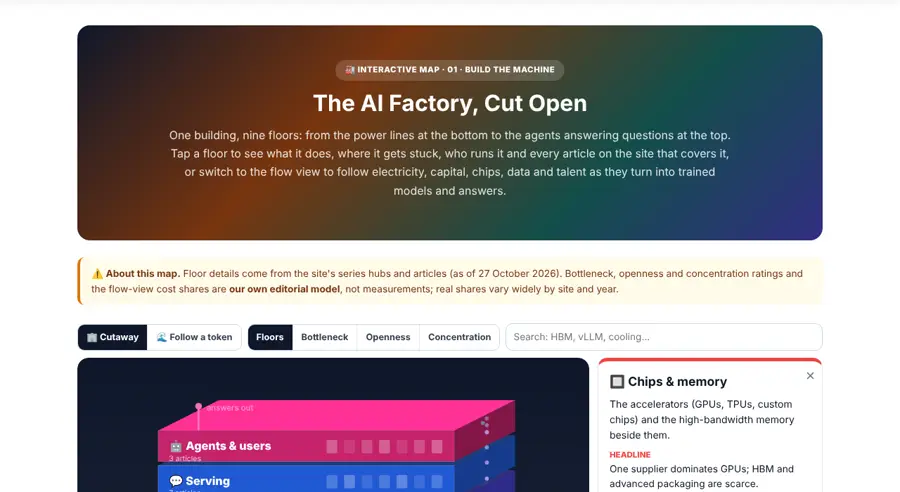 🏭 INTERACTIVE MAP · 01 · BUILD THE MACHINE
The AI Factory, Cut Open
One building, nine floors: from the power lines at the bottom to the agents answering questions at the top.
Tap a floor to see what it does, where it gets stuck, who runs it and every article on the site that covers it,
or switch to the flow view to follow electricity, capital, chips, data and talent as they turn into trained
models and answers.
⚠️ About this map. Floor details come from the site's series hubs and articles (as of 27 October 2026). Bottleneck, openness and concentration ratings and
the flow-view cost shares are our own editorial model, not measurements; real shares vary widely by site and year.
🏢 Cutaway 🌊 Follow a token Floors Bottleneck Openness Concentration Search: HBM, vLLM, cooling...
answers out
🤖 Agents & users
3 articles
💬 Serving
🔲 Chips & memory ×
The accelerators (GPUs, TPUs, custom
chips) and the high-bandwidth memory
beside them.
HEADLINE
One supplier dominates GPUs; HBM and
advanced packaging are scarce.